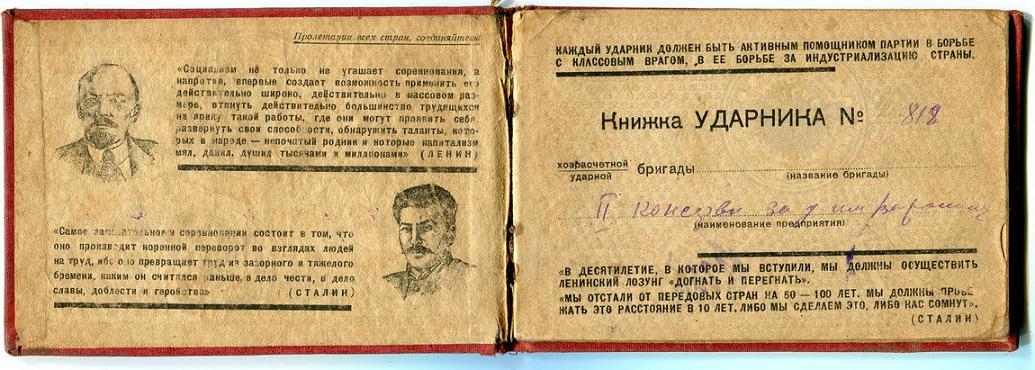 Пролетарии всех стран, соединяйтесь
«Социализм не только не угашает соревнования, а
напротив, впервые создает возможность применить его
действительно широко, действительно в массовом раз-
мере, втянуть действительно большинство трудящихся
на арену такой работы, где они могут проявить себя,
развернуть свои способности, обнаружить таланты, кото-
рых в народе — непочатый родник и которые капитализм
мял, давил, душил тысячами и миллионами» (ЛЕНИН)
«Самое замечательное в соревновании состоит в том, что
оно производит коренной переворот во взглядах людей
на труд, ибо оно превращает труд из зазорного и тяжелого
бремени, каким он считался раньше, в дело чести, в дело
славы, доблести и геройства» (СТАЛИН)
КАЖДЫЙ УДАРНИК ДОЛЖЕН БЫТЬ АКТИВНЫМ ПОМОЩНИКОМ ПАРТИИ В БОРЬБЕ
С КЛАССОВЫМ ВРАГОМ, В ЕЕ БОРЬБЕ ЗА ИНДУСТРИАЛИЗАЦИЮ СТРАНЫ.
Книжка УДАРНИКА № 818
хозрасчетной
ударной
бригады
(название бригады)
II консервн зад им
(наименование предприятия)
«В ДЕСЯТИЛЕТИЕ, В КОТОРОЕ МЫ ВСТУПИЛИ, МЫ ДОЛЖНЫ ОСУЩЕСТВИТЬ
ЛЕНИНСКИЙ ЛОЗУНГ «ДОГНАТЬ И ПЕРЕГНАТЬ».
«МЫ ОТСТАЛИ ОТ ПЕРЕДОВЫХ СТРАН НА 50 — 100 ЛЕТ. МЫ ДОЛЖНЫ ПРОБЕ
ЖАТЬ ЭТО РАССТОЯНИЕ В 10 ЛЕТ. ЛИБО МЫ СДЕЛАЕМ ЭТО, ЛИБО НАС СОМНУТ».
(СТАЛИН)